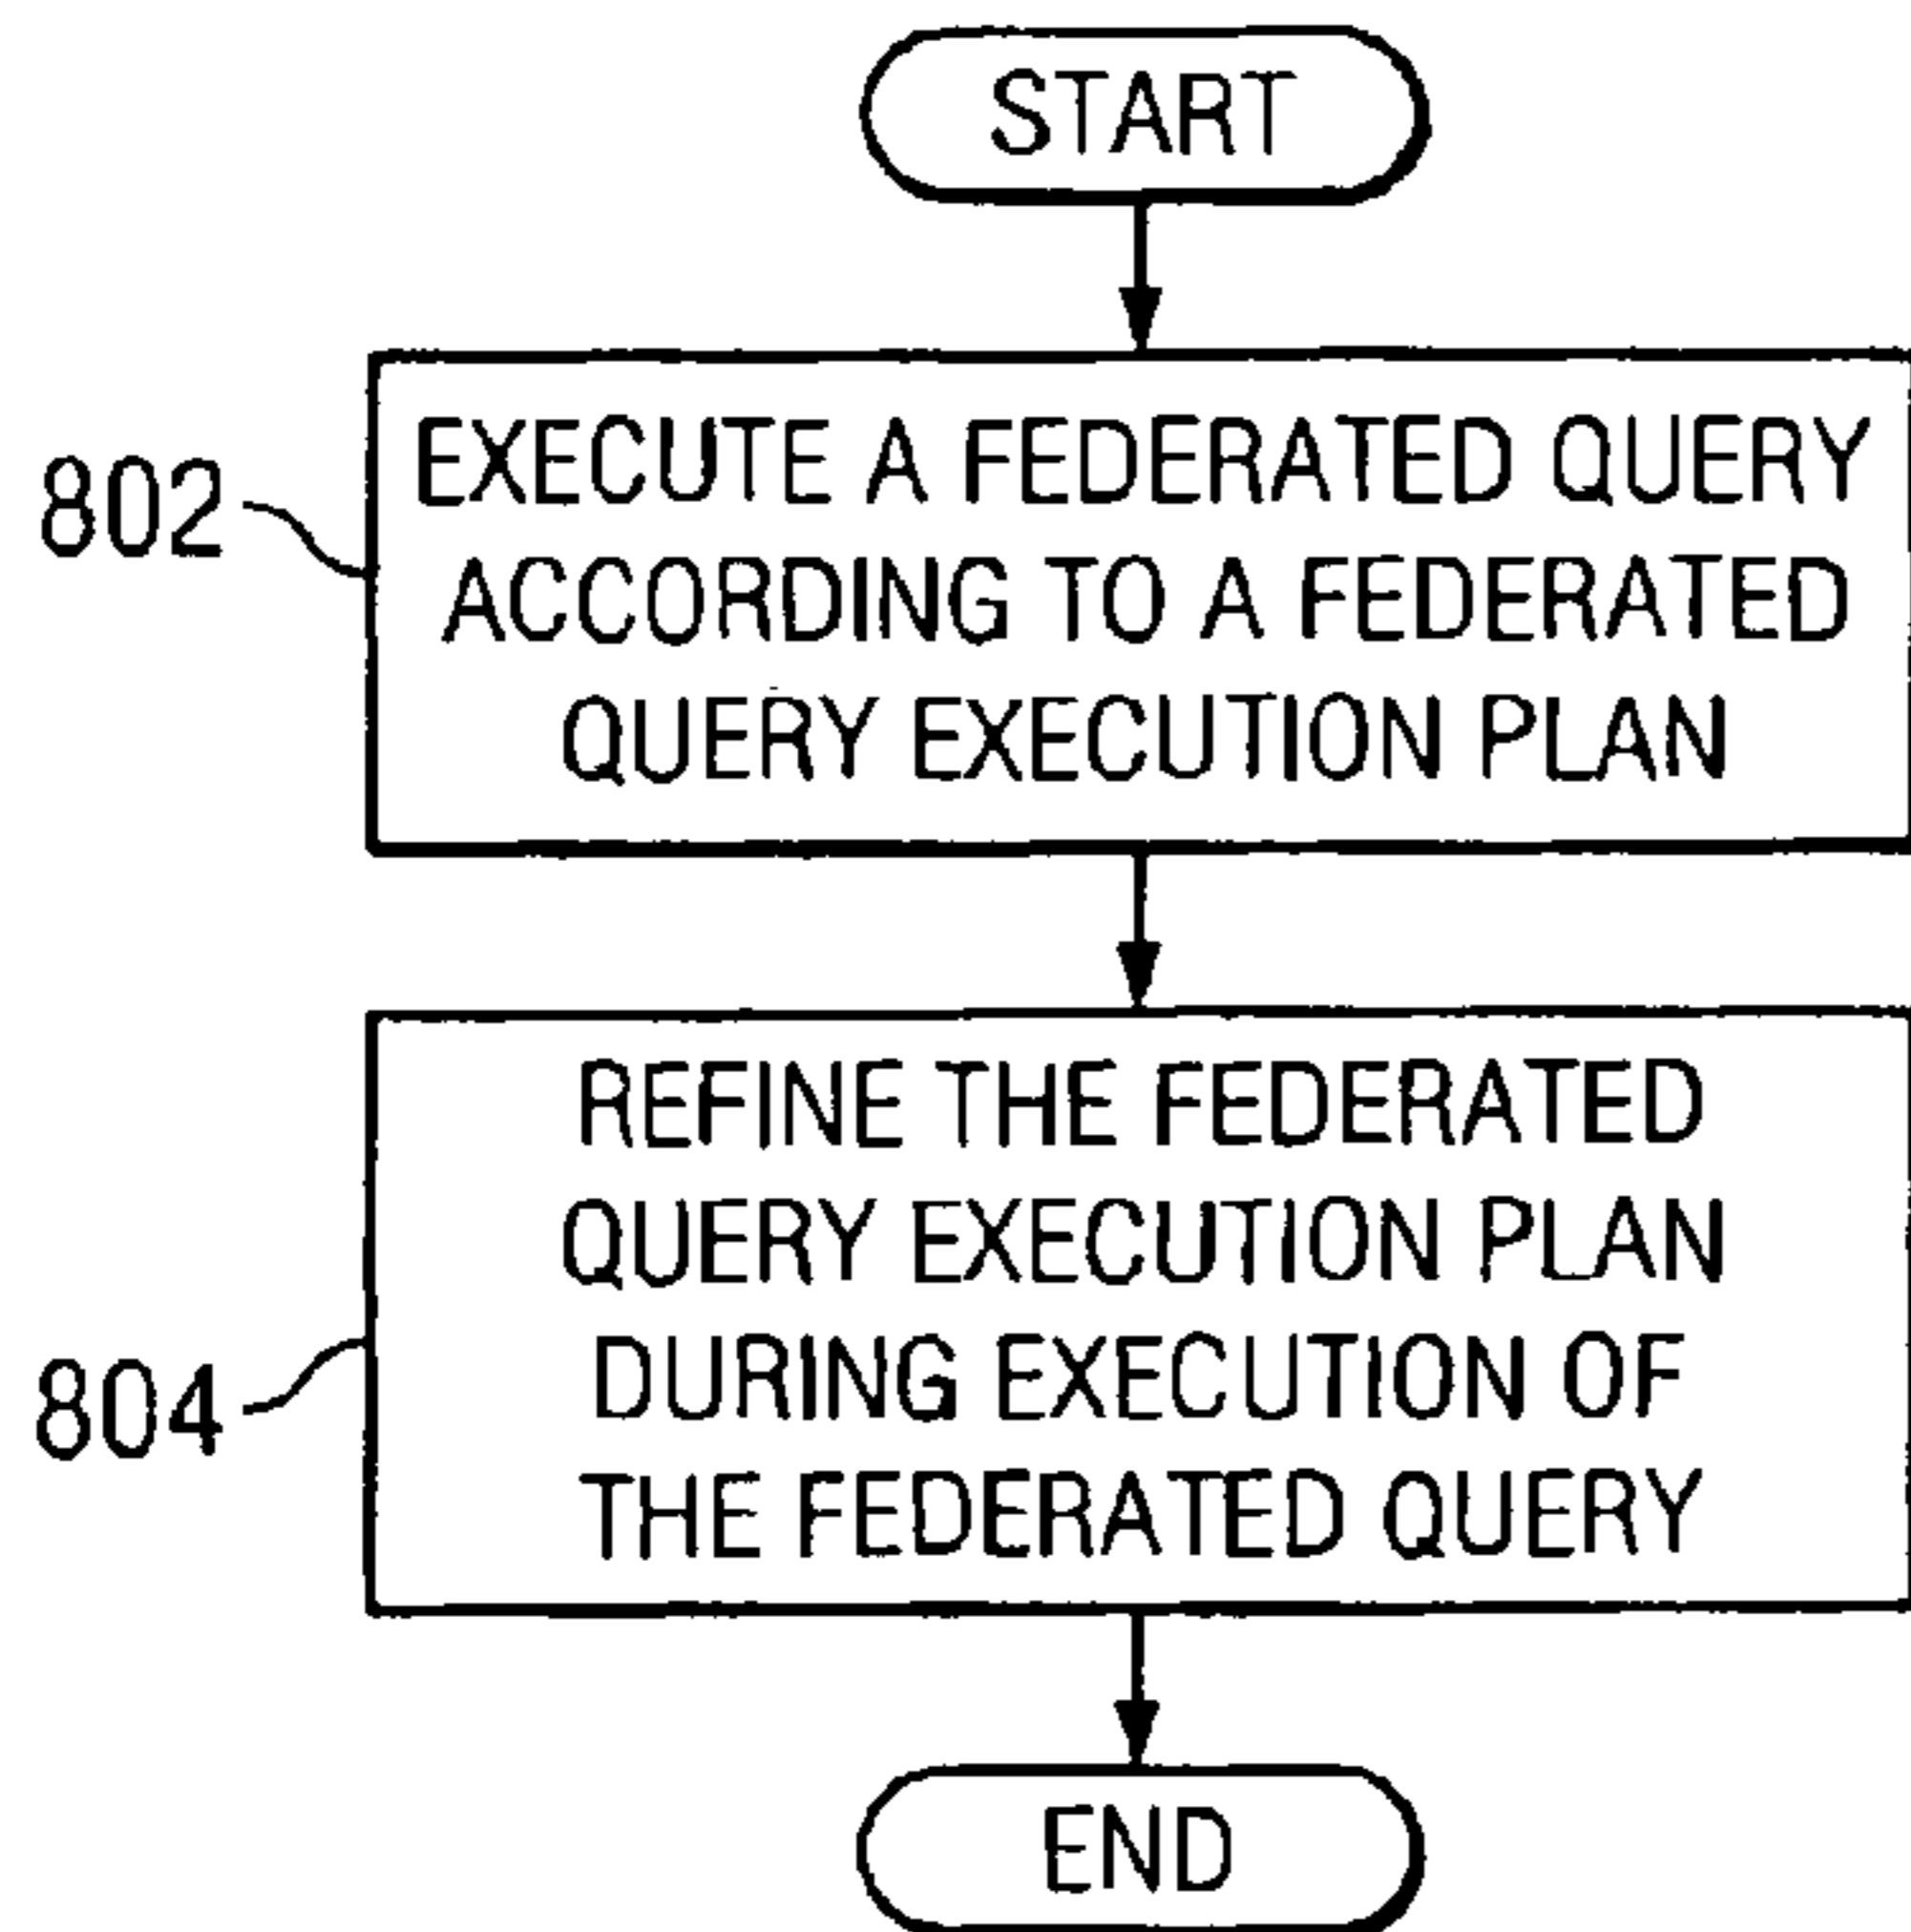 START
802
EXECUTE A FEDERATED QUERY
ACCORDING TO A FEDERATED
QUERY EXECUTION PLAN
804
REFINE THE FEDERATED
QUERY EXECUTION PLAN
DURING EXECUTION OF
THE FEDERATED QUERY
END